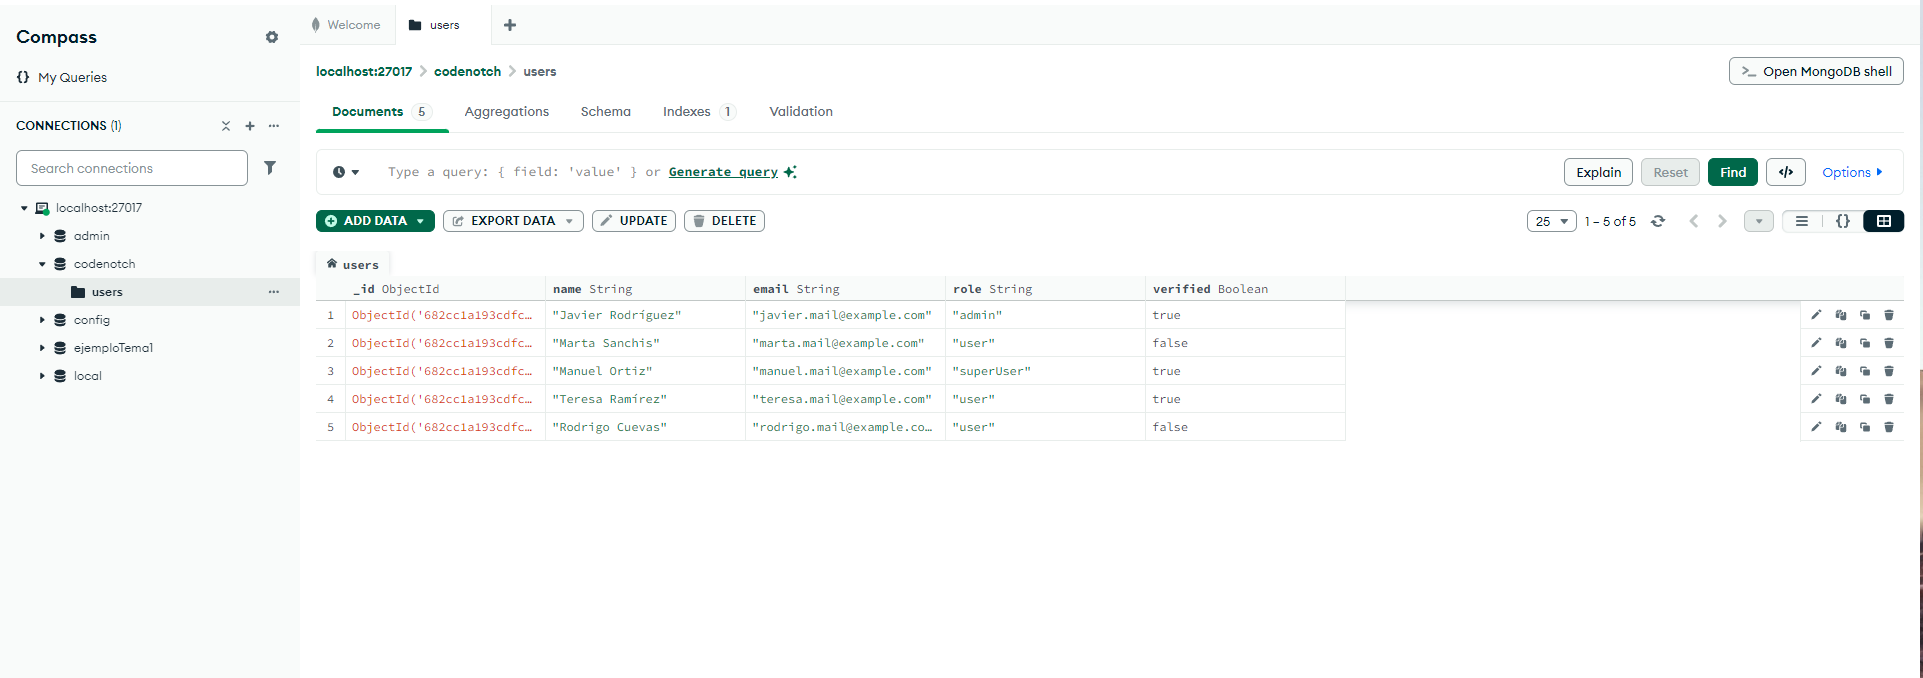 Compass
My Queries
CONNECTIONS (1)
Search connections
localhost:27017
admin
codenotch
users
config
ejemploTema1
local
Welcome
users
localhost:27017 > codenotch > users
Open MongoDB shell
Documents 5 Aggregations Schema Indexes 1 Validation
Type a query: { field: 'value' } or Generate query
Explain Reset Find </> Options
ADD DATA EXPORT DATA UPDATE DELETE
25 1 – 5 of 5 {}
users
_id ObjectId name String email String role String verified Boolean
1 ObjectId('682cc1a193cdfc… "Javier Rodríguez" "javier.mail@example.com" "admin" true
2 ObjectId('682cc1a193cdfc… "Marta Sanchis" "marta.mail@example.com" "user" false
3 ObjectId('682cc1a193cdfc… "Manuel Ortiz" "manuel.mail@example.com" "superUser" true
4 ObjectId('682cc1a193cdfc… "Teresa Ramírez" "teresa.mail@example.com" "user" true
5 ObjectId('682cc1a193cdfc… "Rodrigo Cuevas" "rodrigo.mail@example.co… "user" false